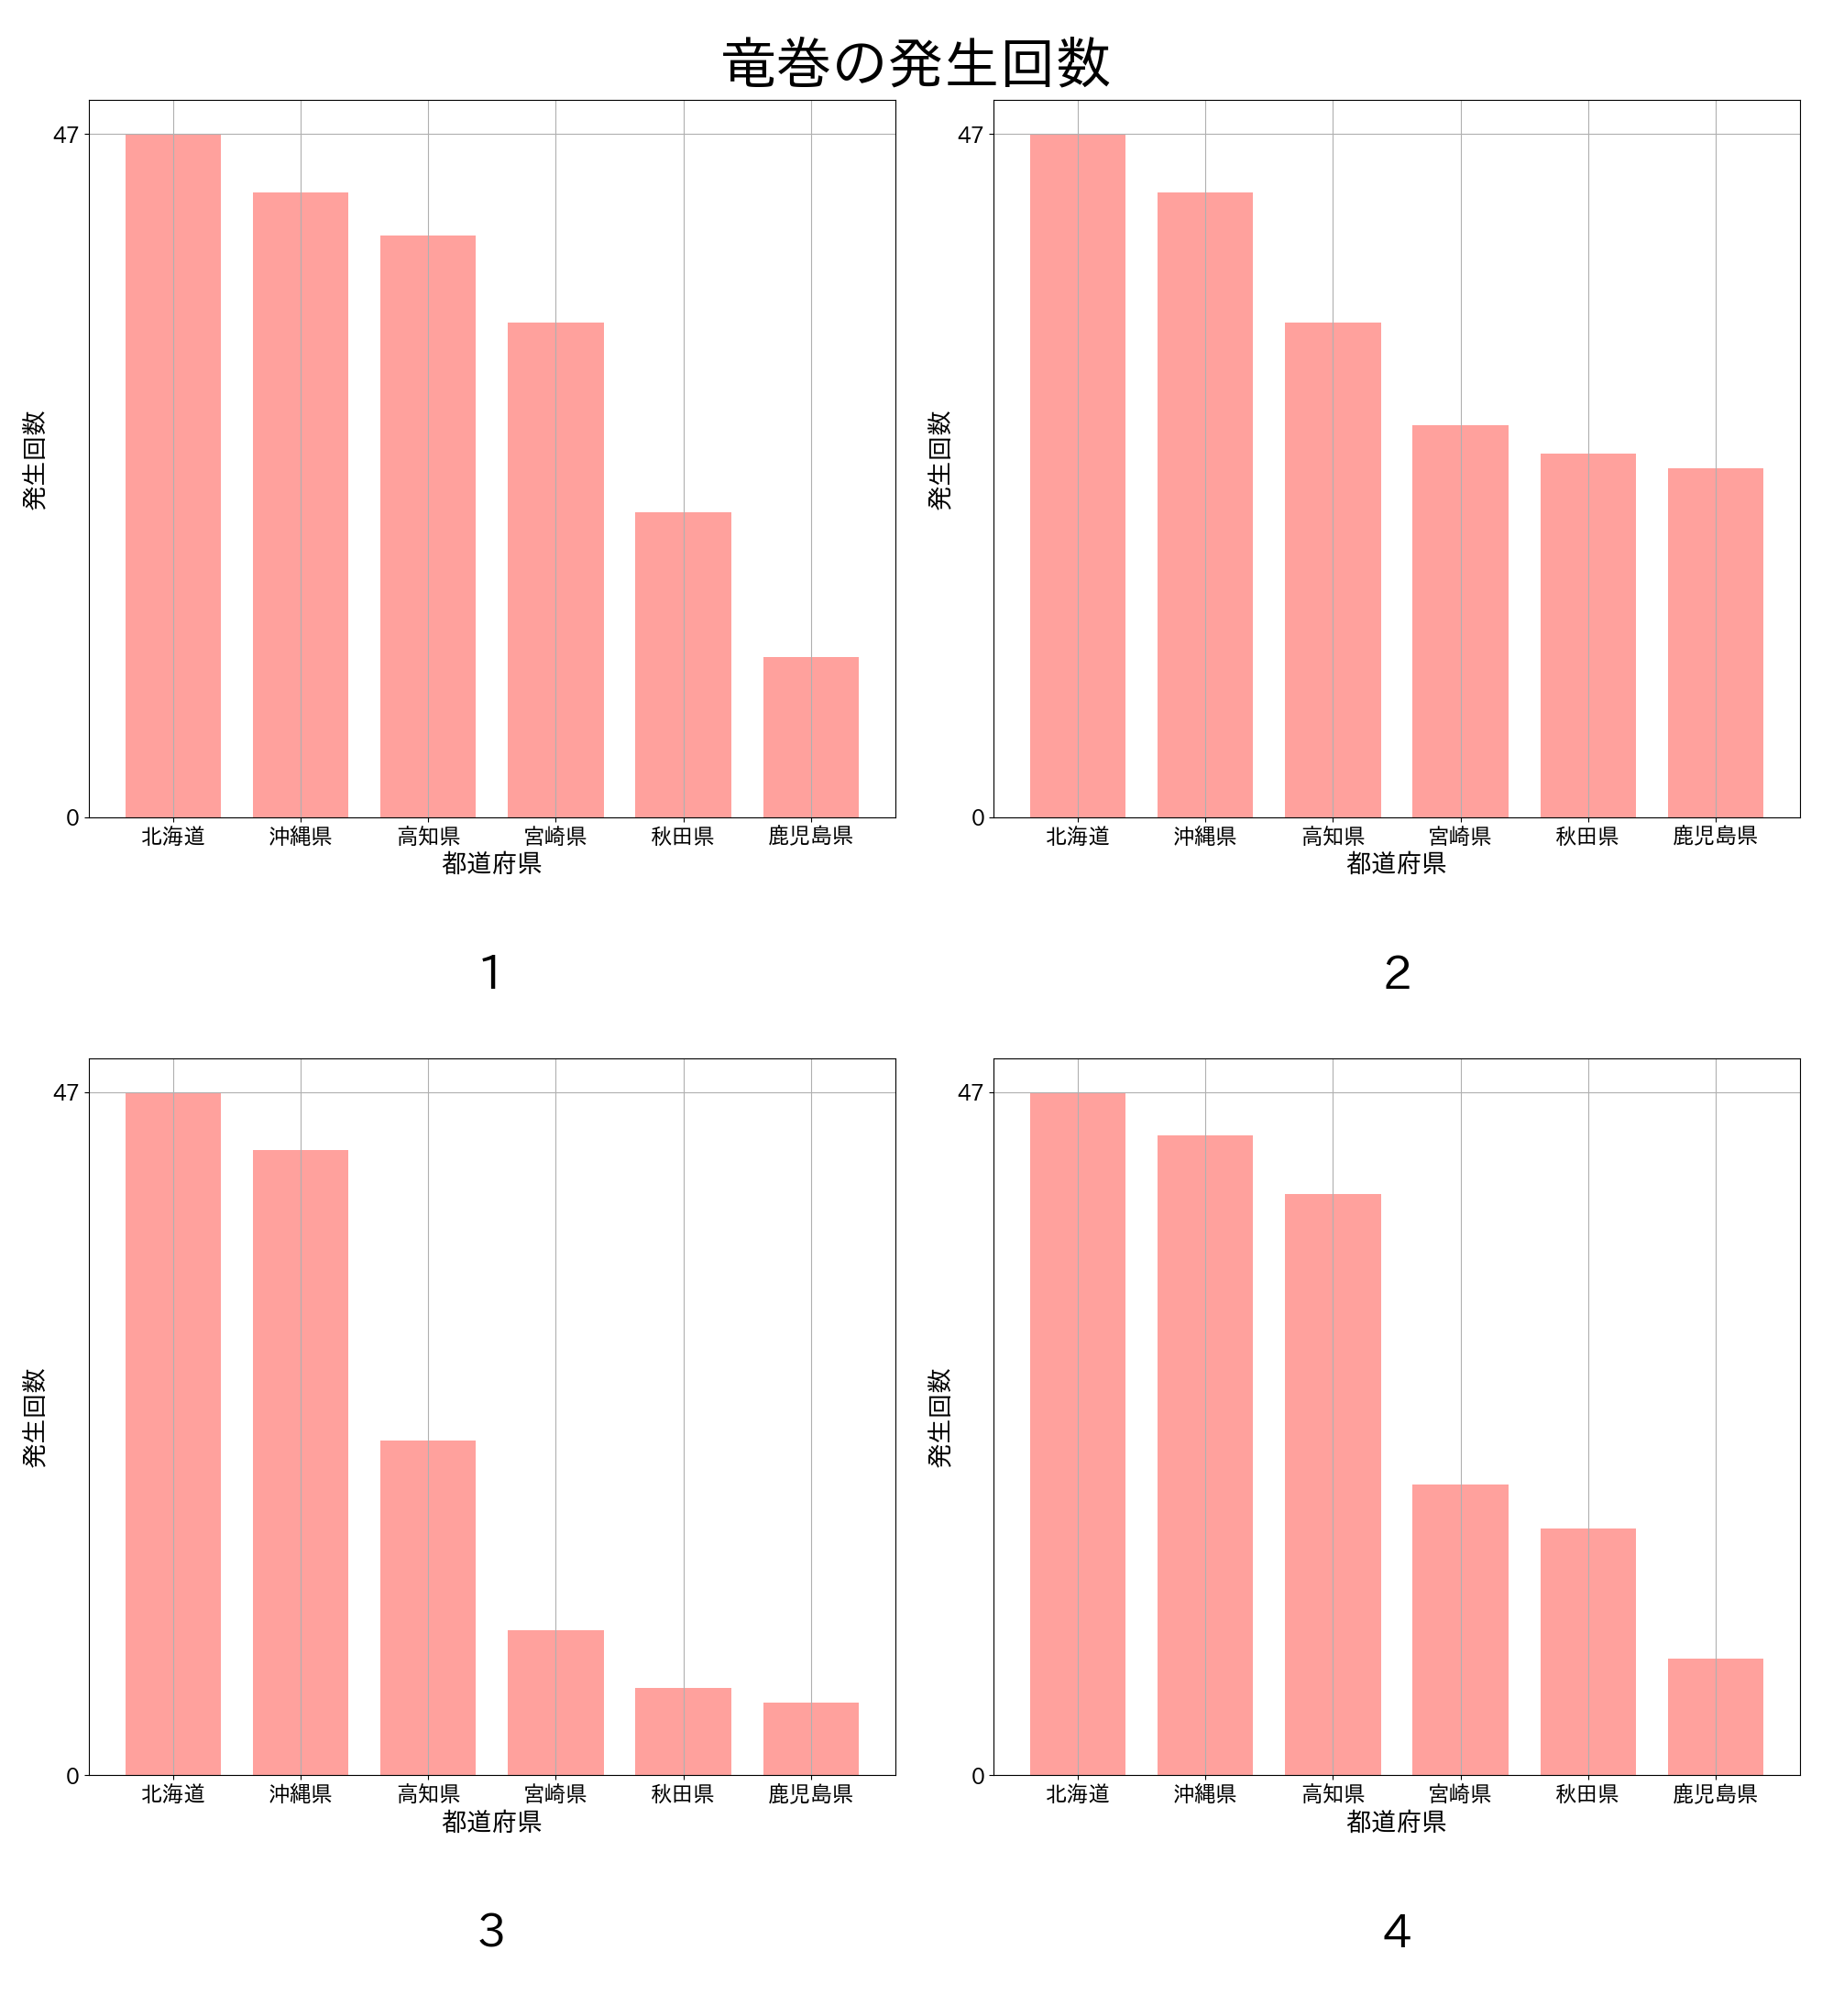 竜巻の発生回数
47
0
発生回数
北海道 沖縄県 高知県 宮崎県 秋田県 鹿児島県
都道府県
1
47
0
発生回数
北海道 沖縄県 高知県 宮崎県 秋田県 鹿児島県
都道府県
2
47
0
発生回数
北海道 沖縄県 高知県 宮崎県 秋田県 鹿児島県
都道府県
3
47
0
発生回数
北海道 沖縄県 高知県 宮崎県 秋田県 鹿児島県
都道府県
4